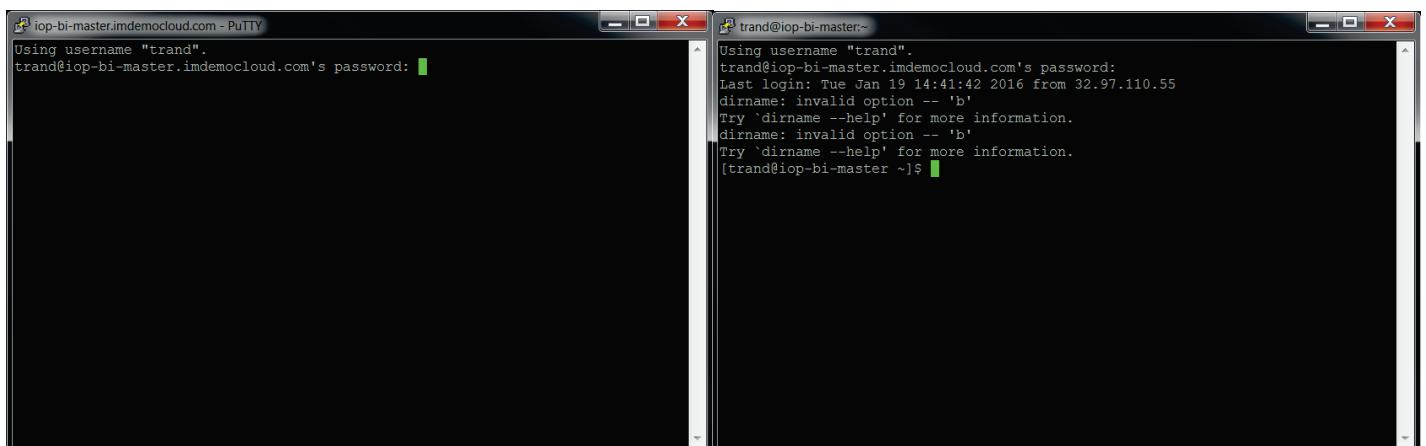 iop-bi-master.imdemocloud.com - PuTTY
Using username "trand".
trand@iop-bi-master.imdemocloud.com's password:
trand@iop-bi-master:~
Using username "trand".
trand@iop-bi-master.imdemocloud.com's password:
Last login: Tue Jan 19 14:41:42 2016 from 32.97.110.55
dirname: invalid option -- 'b'
Try `dirname --help' for more information.
dirname: invalid option -- 'b'
Try `dirname --help' for more information.
[trand@iop-bi-master ~]$